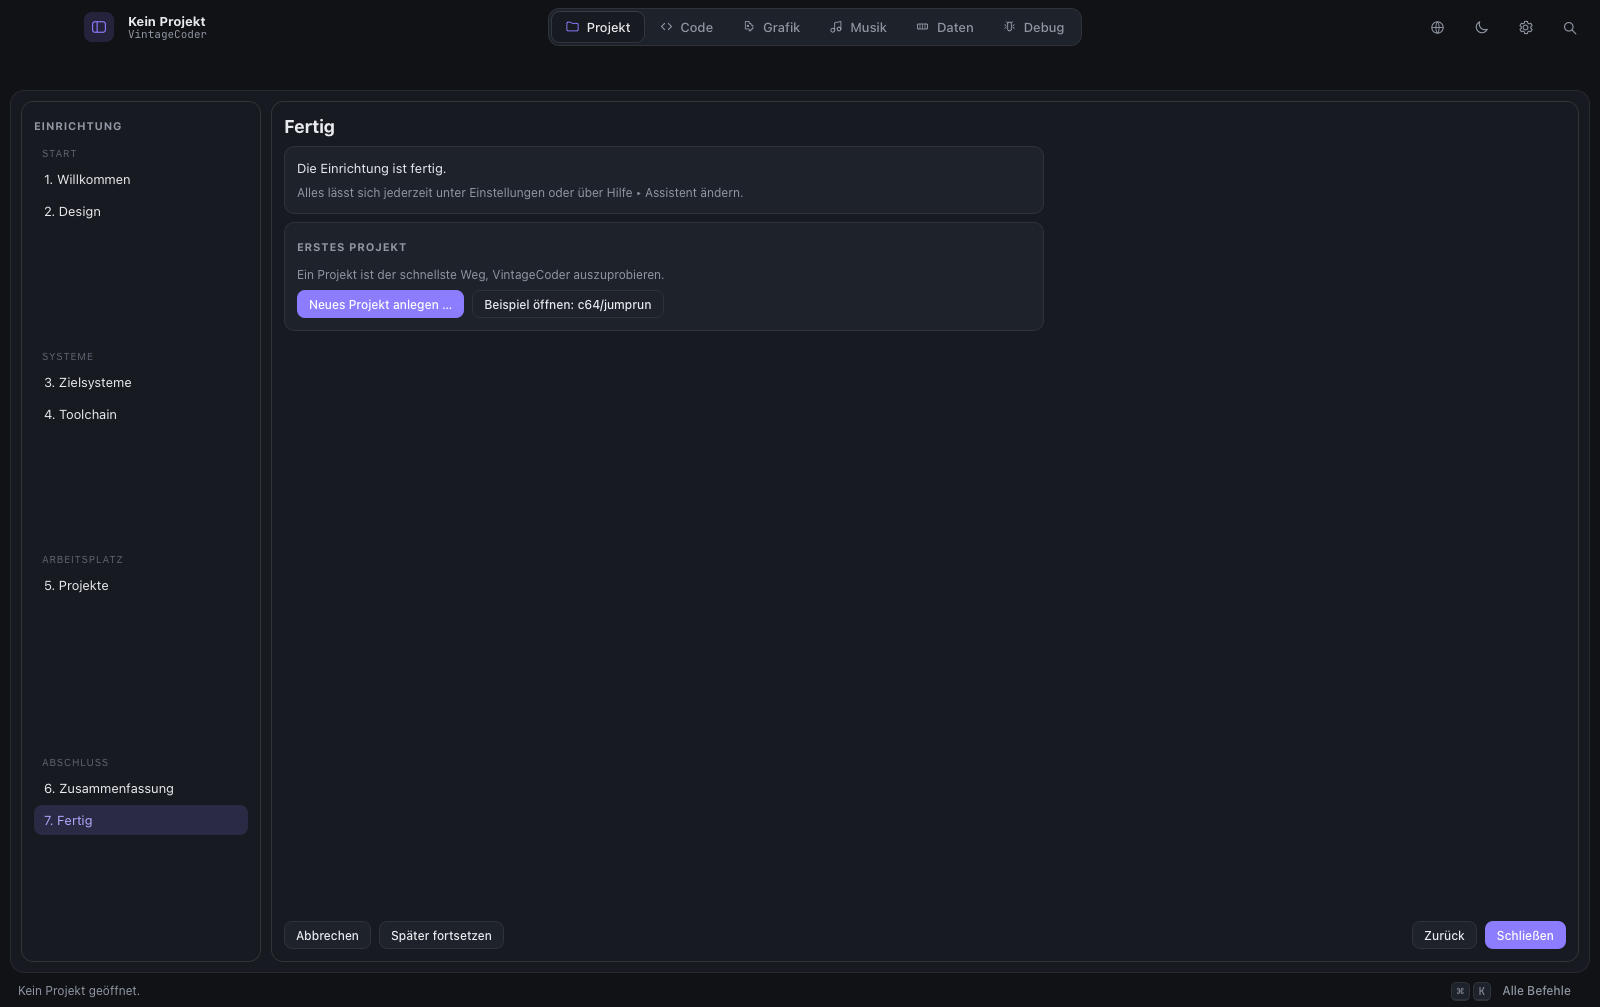 Kein Projekt
VintageCoder
Projekt
Code
Grafik
Musik
Daten
Debug
EINRICHTUNG
START
1. Willkommen
2. Design
SYSTEME
3. Zielsysteme
4. Toolchain
ARBEITSPLATZ
5. Projekte
ABSCHLUSS
6. Zusammenfassung
7. Fertig
Fertig
Die Einrichtung ist fertig.
Alles lässt sich jederzeit unter Einstellungen oder über Hilfe • Assistent ändern.
ERSTES PROJEKT
Ein Projekt ist der schnellste Weg, VintageCoder auszuprobieren.
Neues Projekt anlegen ...
Beispiel öffnen: c64/jumprun
Abbrechen
Später fortsetzen
Zurück
Schließen
Kein Projekt geöffnet.
⌘ K Alle Befehle